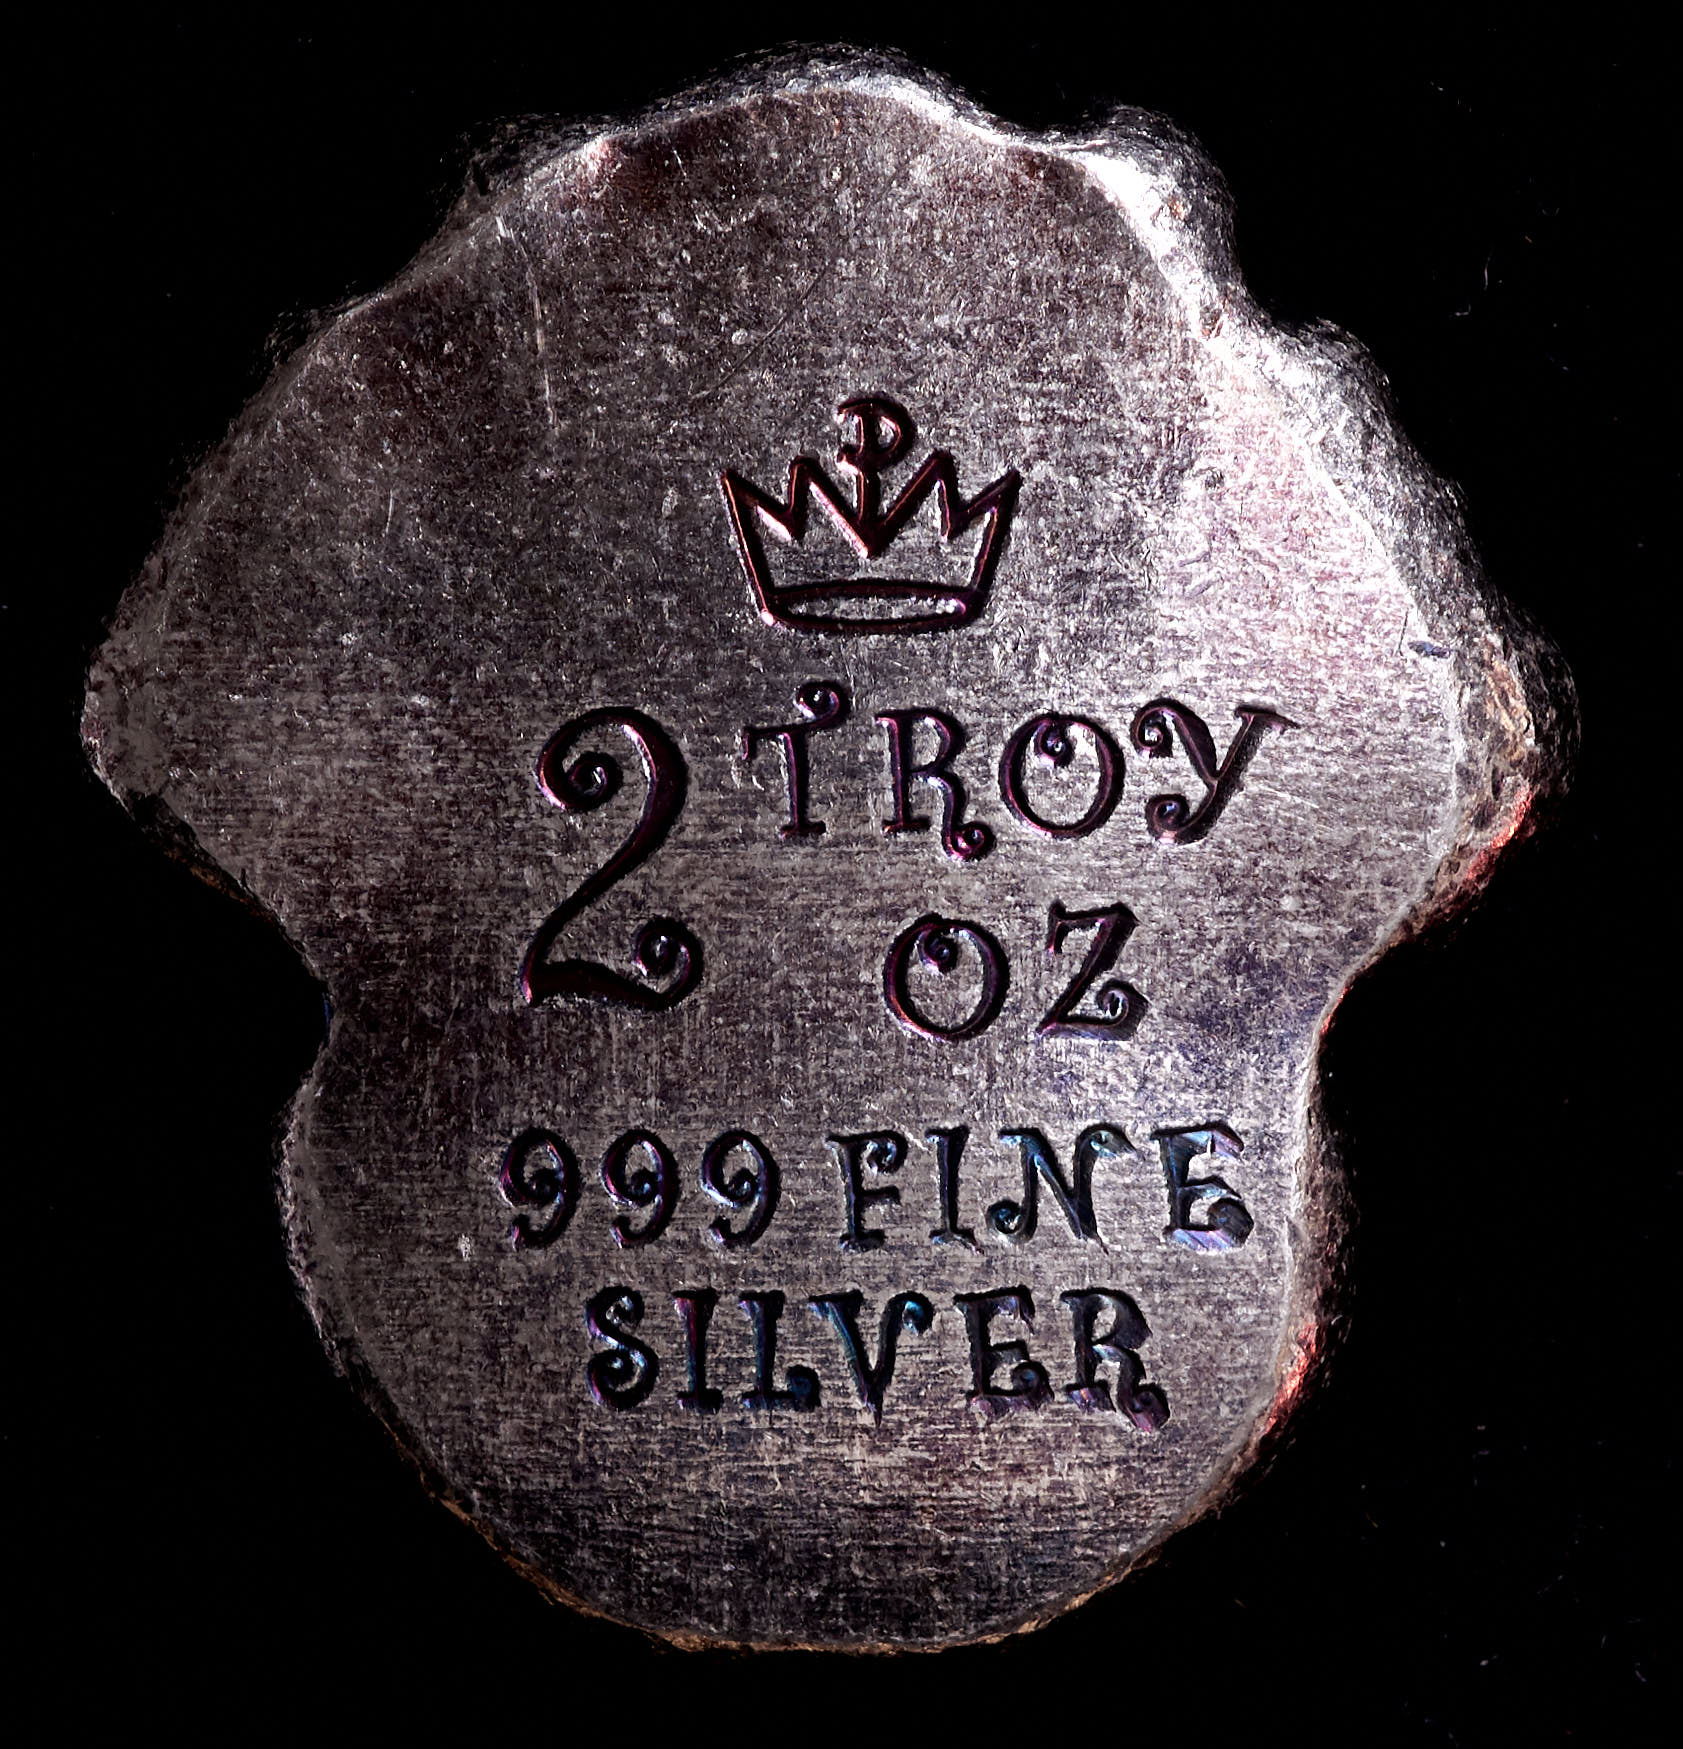 P
2 TROY
OZ
999 FINE
SILVER